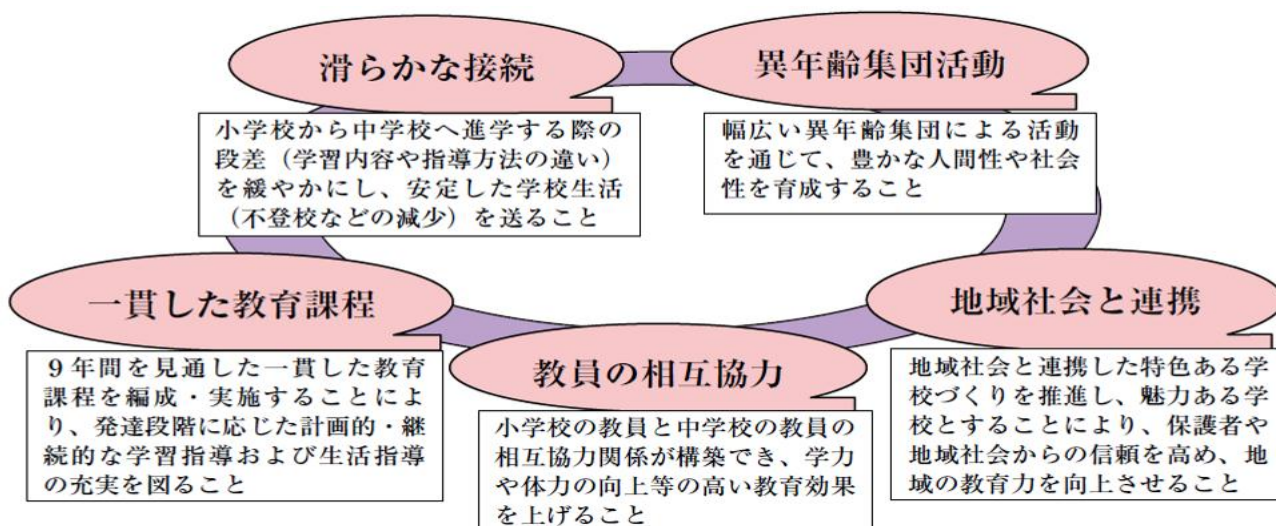 滑らかな接続
小学校から中学校へ進学する際の
段差（学習内容や指導方法の違い）
を緩やかにし、安定した学校生活
（不登校などの減少）を送ること
異年齢集団活動
幅広い異年齢集団による活動
を通じて、豊かな人間性や社会
性を育成すること
一貫した教育課程
９年間を見通した一貫した教育
課程を編成・実施することによ
り、発達段階に応じた計画的・継
続的な学習指導および生活指導
の充実を図ること
教員の相互協力
小学校の教員と中学校の教員の
相互協力関係が構築でき、学力
や体力の向上等の高い教育効果
を上げること
地域社会と連携
地域社会と連携した特色ある学
校づくりを推進し、魅力ある学
校とすることにより、保護者や
地域社会からの信頼を高め、地
域の教育力を向上させること